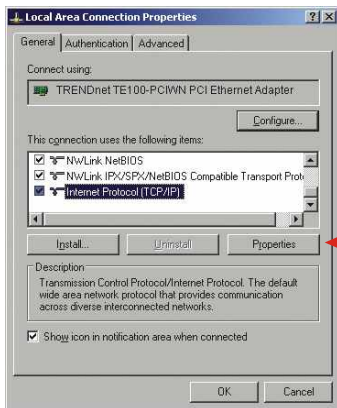 Local Area Connection Properties
General Authentication Advanced
Connect using:
TRENDnet TE100-PCIWN PCI Ethernet Adapter
Configure...
This connection uses the following items:
NWLink NetBIOS
NWLink IPX/SPX/NetBIOS Compatible Transport Prot
Internet Protocol (TCP/IP)
Install... Uninstall Properties
Description
Transmission Control Protocol/Internet Protocol. The default
wide area network protocol that provides communication
across diverse interconnected networks.
Show icon in notification area when connected
OK Cancel